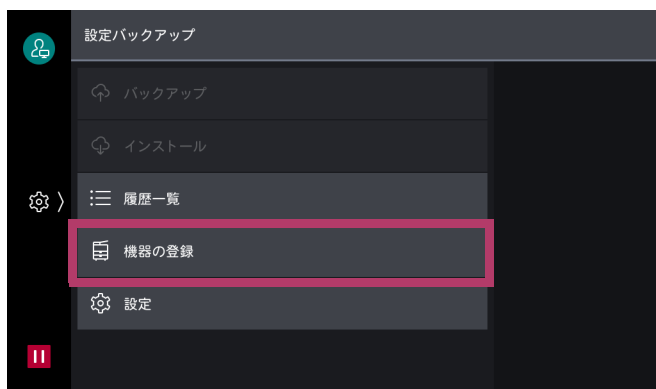 設定バックアップ
バックアップ
インストール
履歴一覧
機器の登録
設定